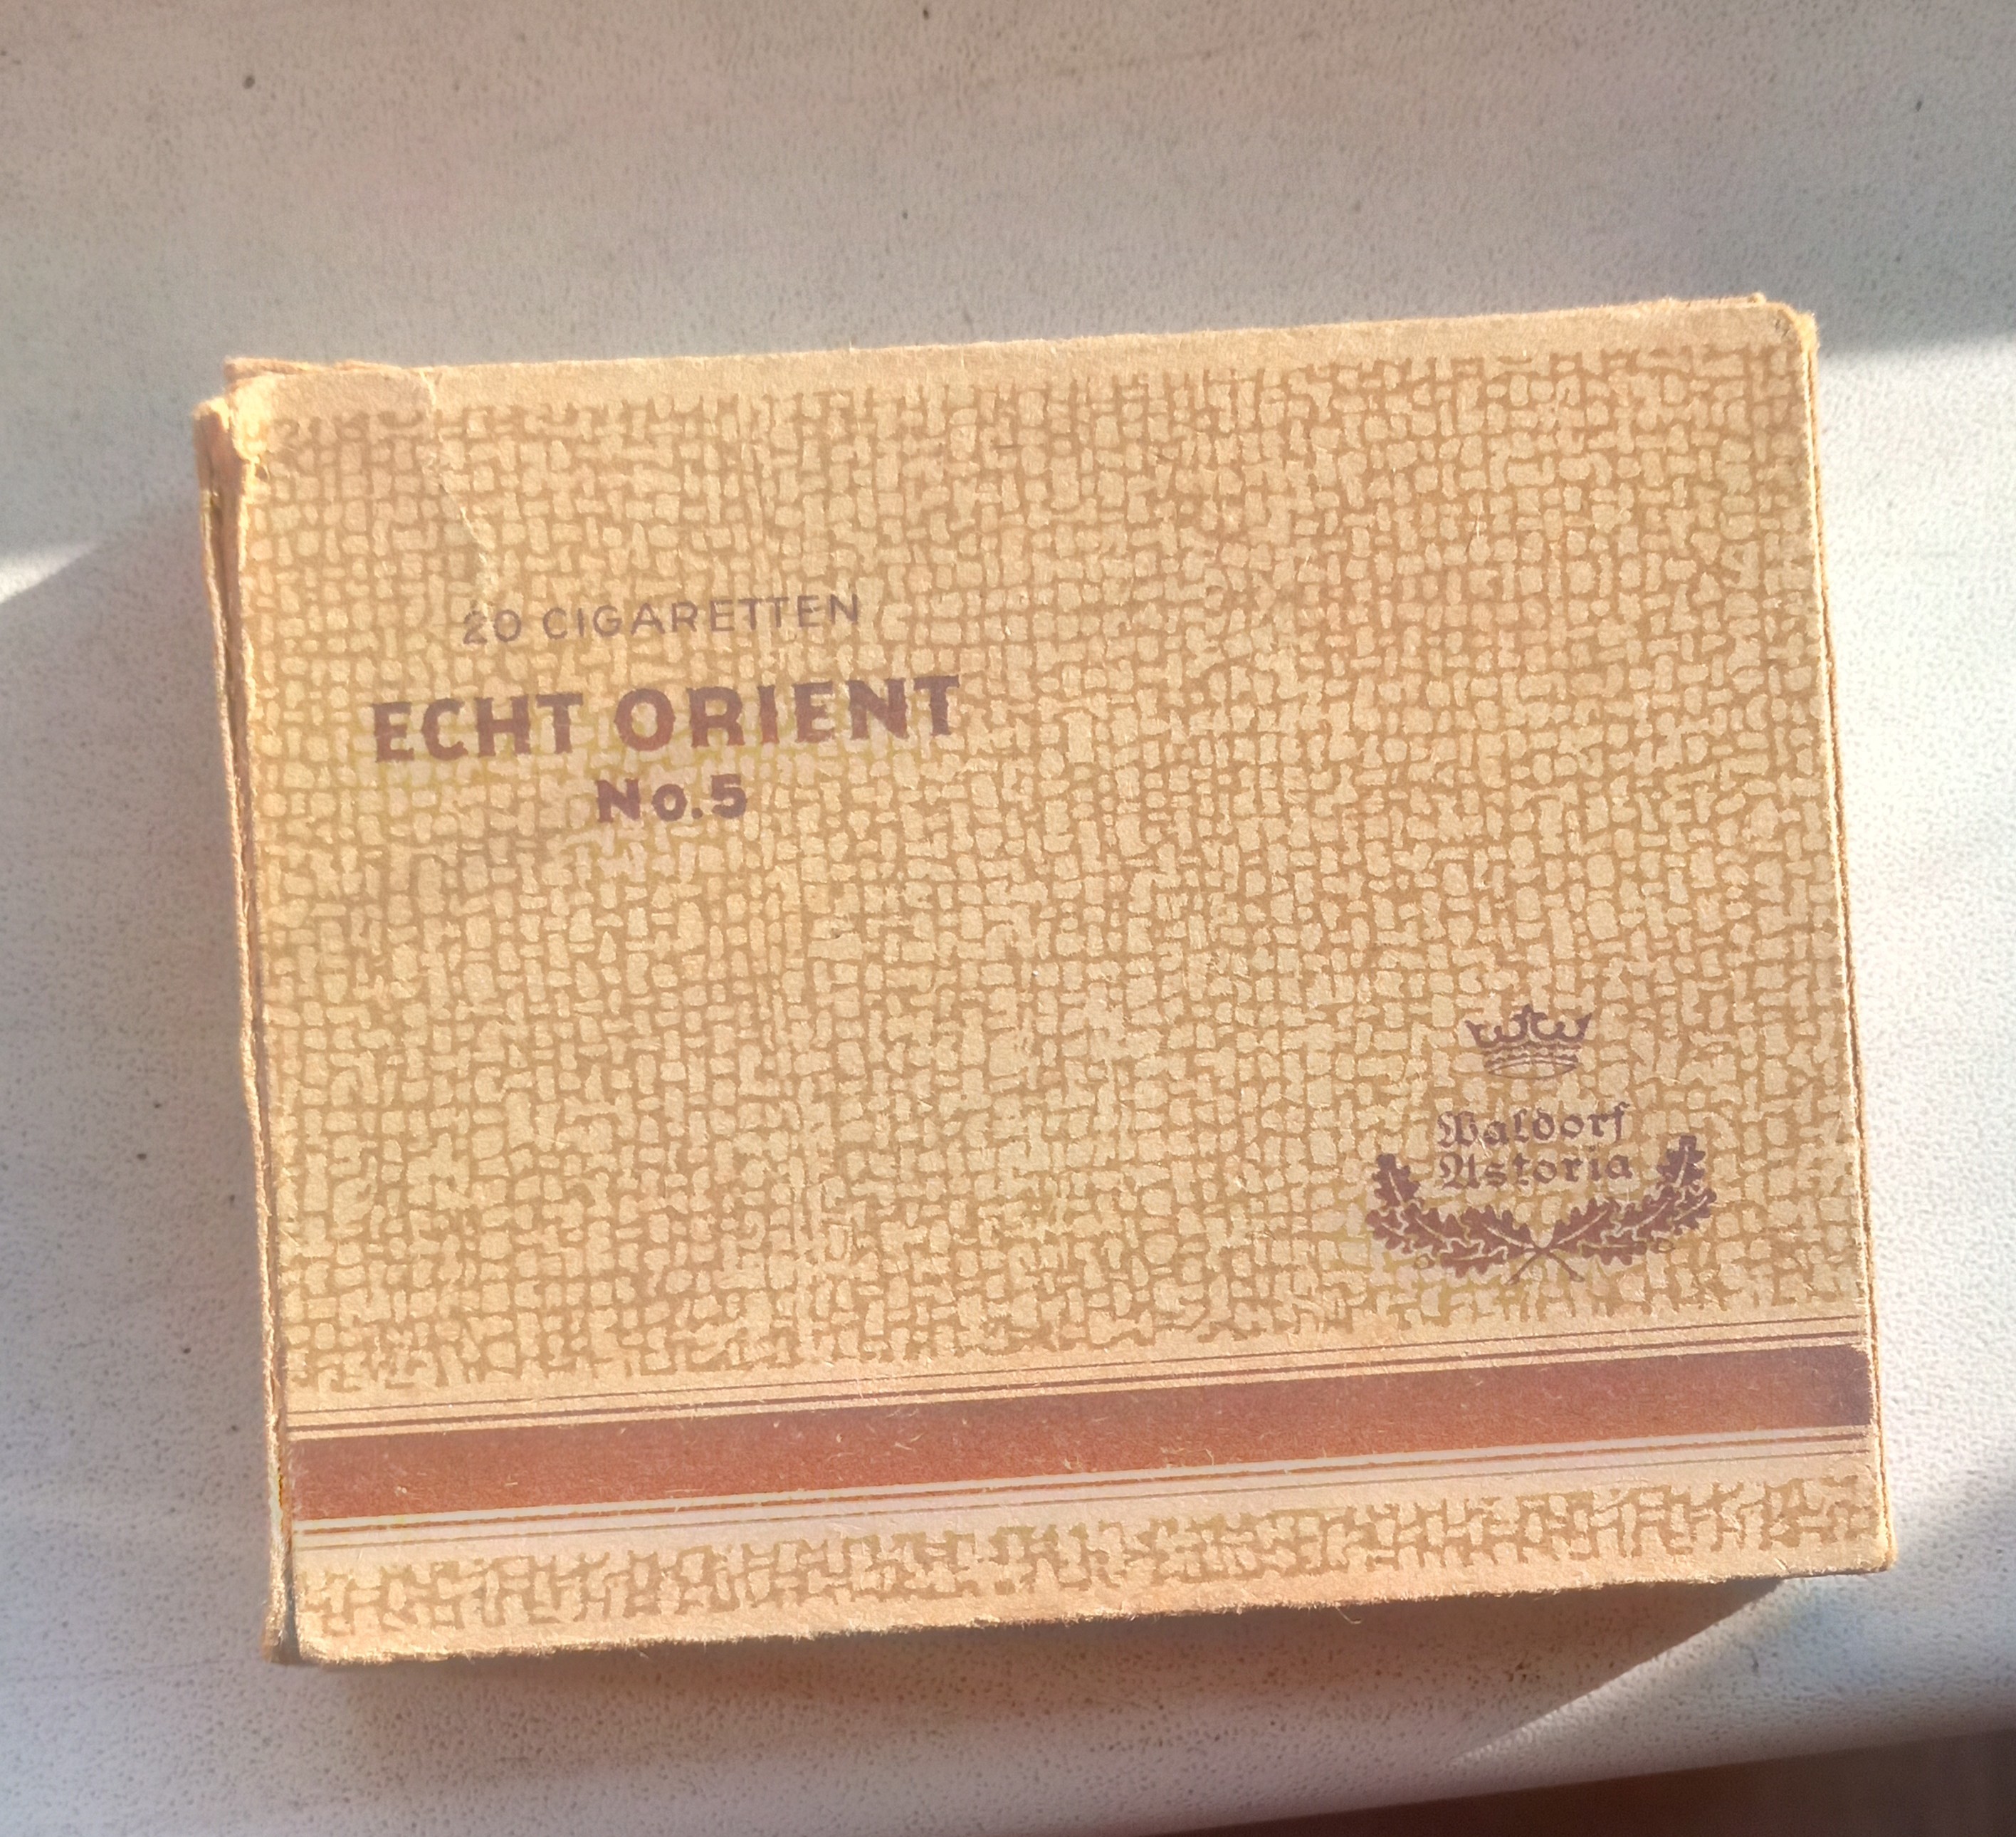 20 CIGARETTEN
ECHT ORIENT
No.5
Waldorf
Astoria